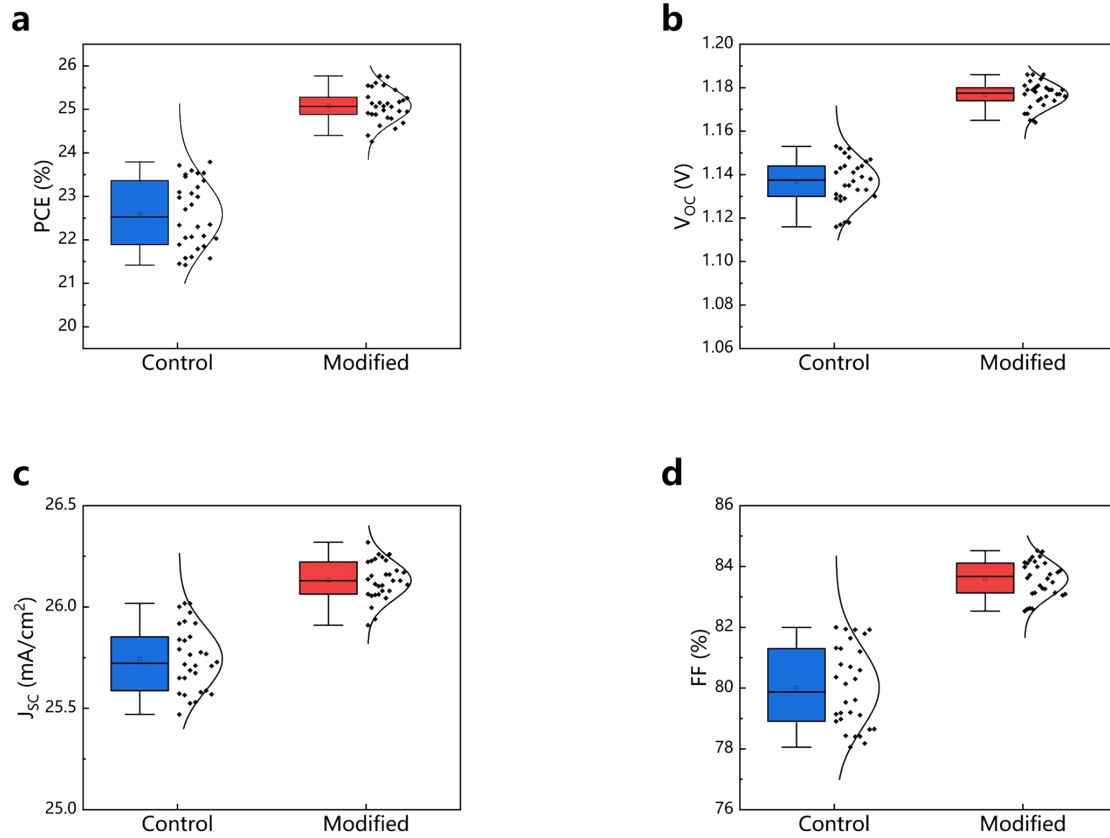 a
26
25
24
23
22
21
20
PCE (%)
Control
Modified
b
1.20
1.18
1.16
1.14
1.12
1.10
1.08
1.06
V_OC (V)
Control
Modified
c
26.5
26.0
25.5
25.0
J_SC (mA/cm²)
Control
Modified
d
86
84
82
80
78
76
FF (%)
Control
Modified